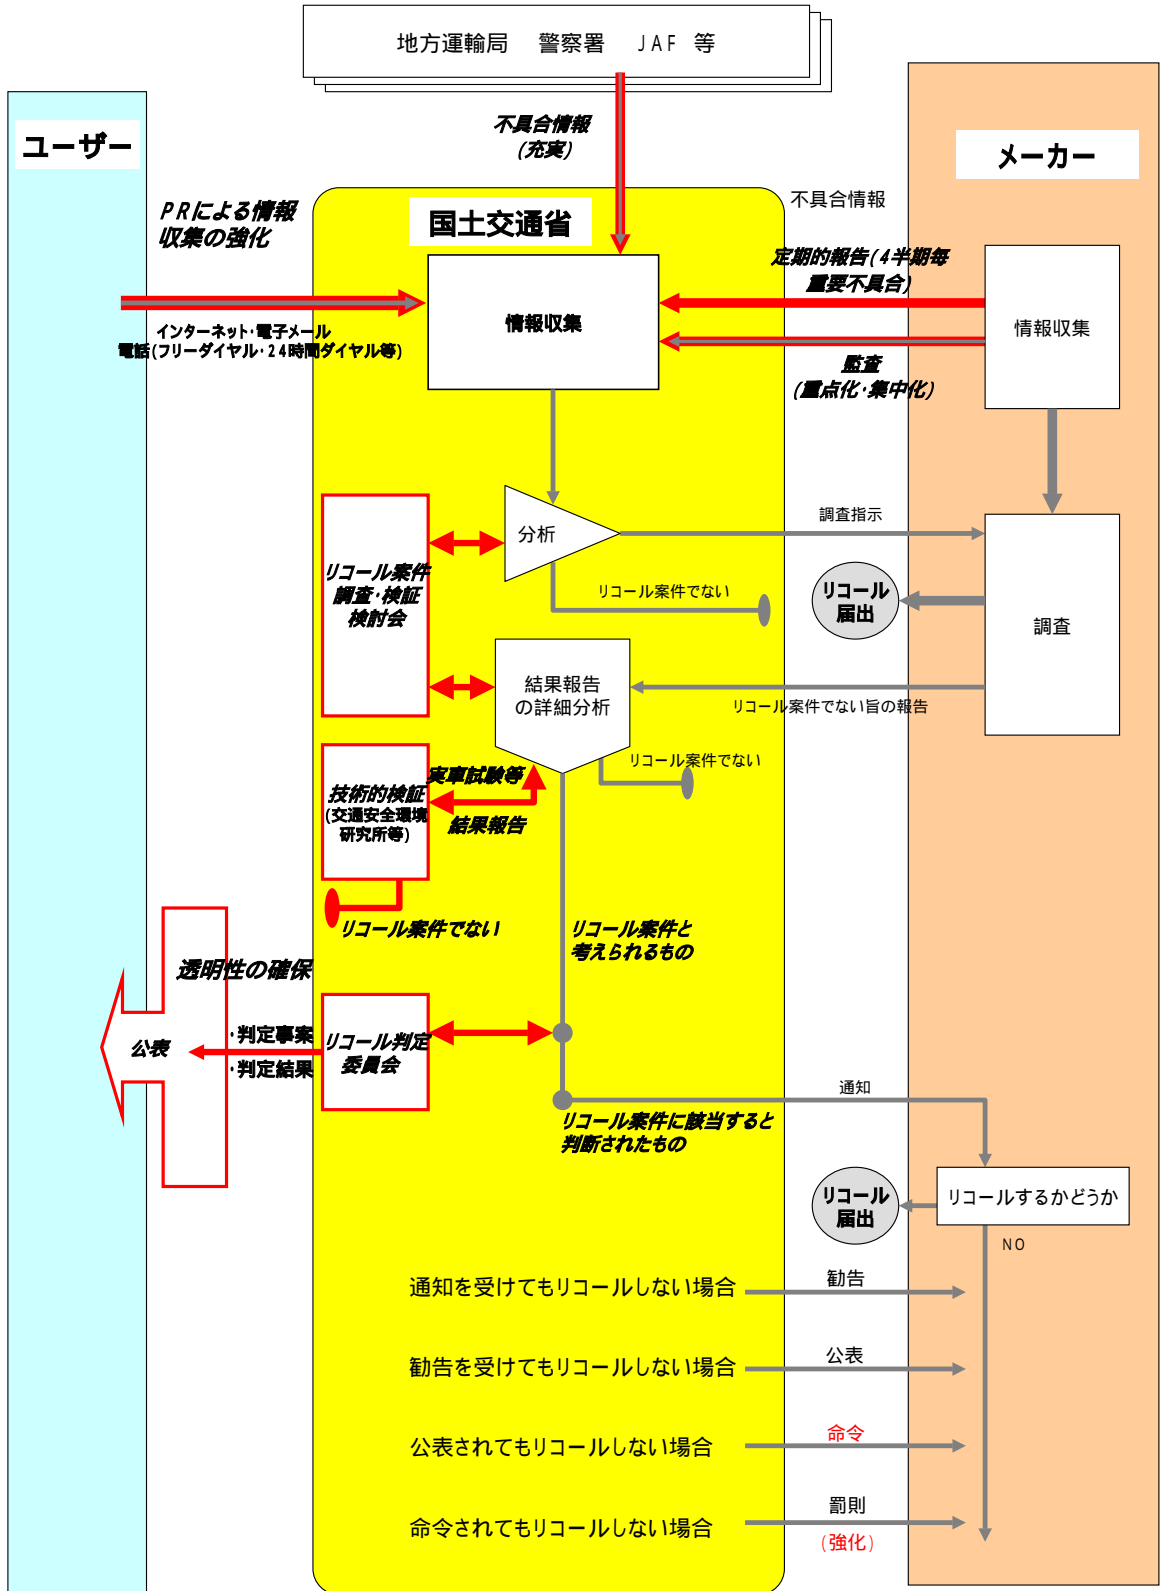 地方運輸局　警察署　JAF 等
不具合情報
(充実)
ユーザー
メーカー
PRによる情報
収集の強化
国土交通省
不具合情報
定期的報告(4半期毎
重要不具合)
情報収集
情報収集
インターネット・電子メール
電話(フリーダイヤル・24時間ダイヤル等)
監査
(重点化・集中化)
調査指示
分析
リコール案件
調査・検証
検討会
リコール案件でない
リコール
届出
調査
結果報告
の詳細分析
リコール案件でない旨の報告
リコール案件でない
実車試験等
技術的検証
(交通安全環境
研究所等)
結果報告
リコール案件でない
リコール案件と
考えられるもの
透明性の確保
・判定事案
公表
リコール判定
委員会
・判定結果
通知
リコール案件に該当すると
判断されたもの
リコール
届出
リコールするかどうか
NO
通知を受けてもリコールしない場合
勧告
勧告を受けてもリコールしない場合
公表
公表されてもリコールしない場合
命令
命令されてもリコールしない場合
罰則
(強化)